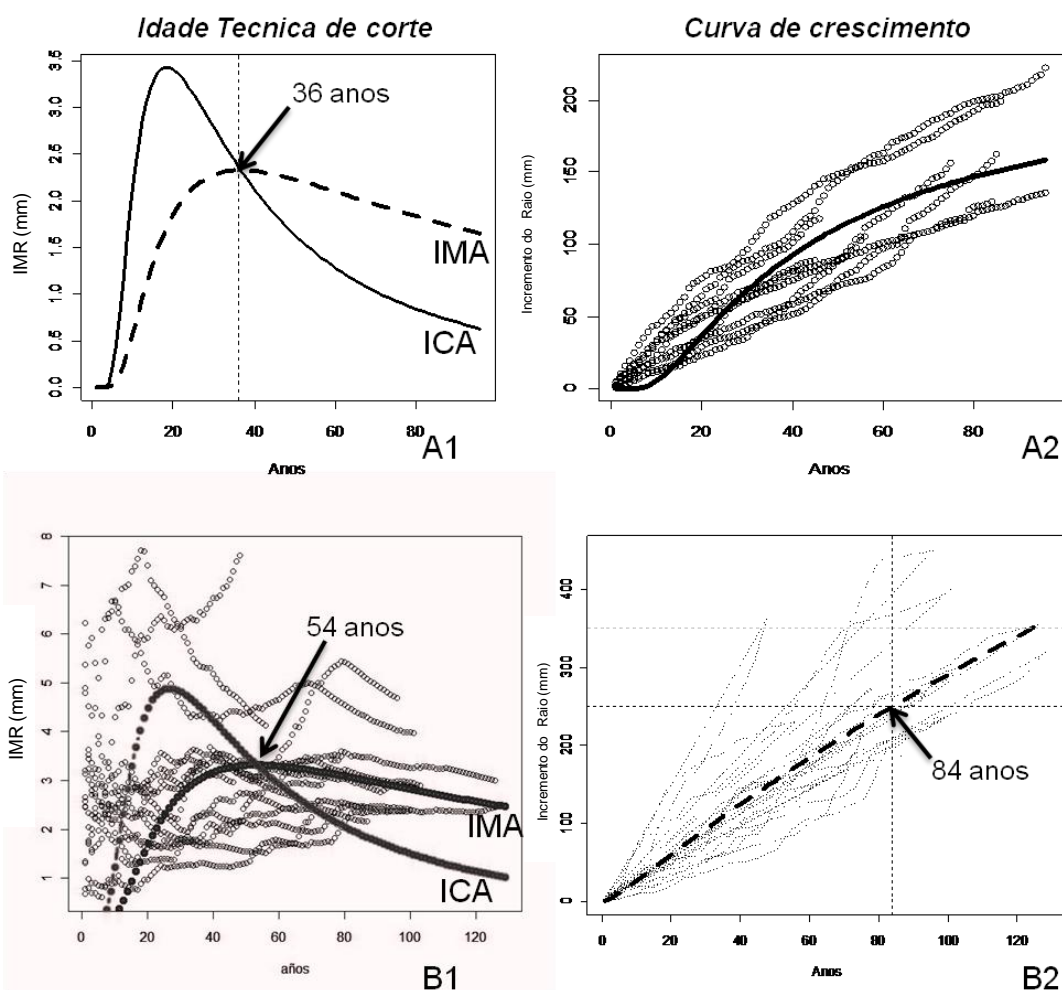 Idade Tecnica de corte
Curva de crescimento
IMR (mm)
0.0 0.5 1.0 1.5 2.0 2.5 3.0 3.5
36 anos
IMA
ICA
0 20 40 60 80
Anos
A1
Incremento do Raio (mm)
0 50 100 150 200
0 20 40 60 80
Anos
A2
IMR (mm)
1 2 3 4 5 6 7 8
54 anos
IMA
ICA
0 20 40 60 80 100 120
años
B1
Incremento do Raio (mm)
0 100 200 300 400
84 anos
0 20 40 60 80 100 120
Anos
B2